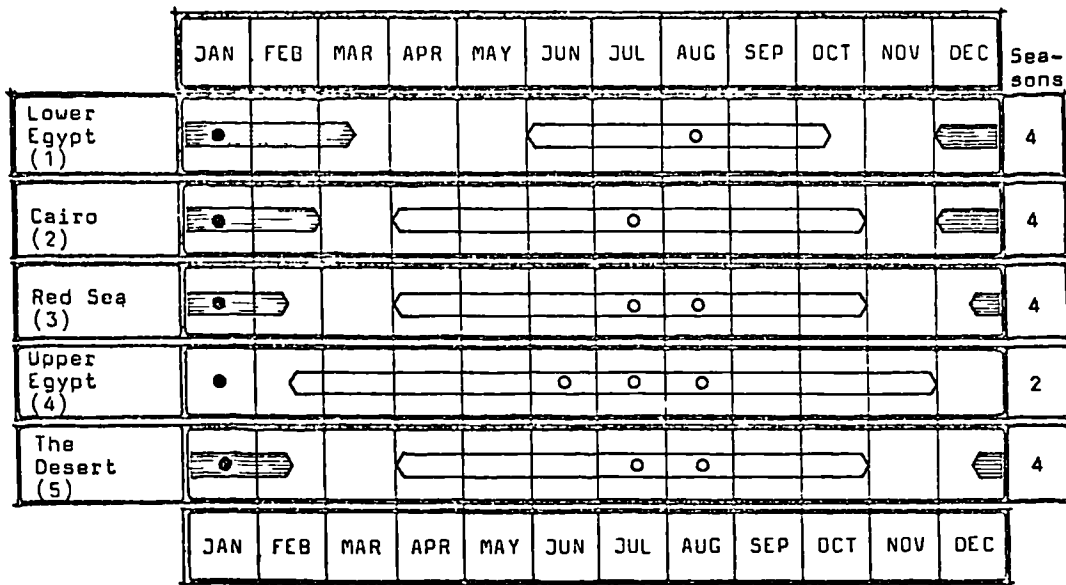 JAN FEB MAR APR MAY JUN JUL AUG SEP OCT NOV DEC Sea-
sons
Lower
Egypt
(1)
4
Cairo
(2)
4
Red Sea
(3)
4
Upper
Egypt
(4)
2
The
Desert
(5)
4
JAN FEB MAR APR MAY JUN JUL AUG SEP OCT NOV DEC